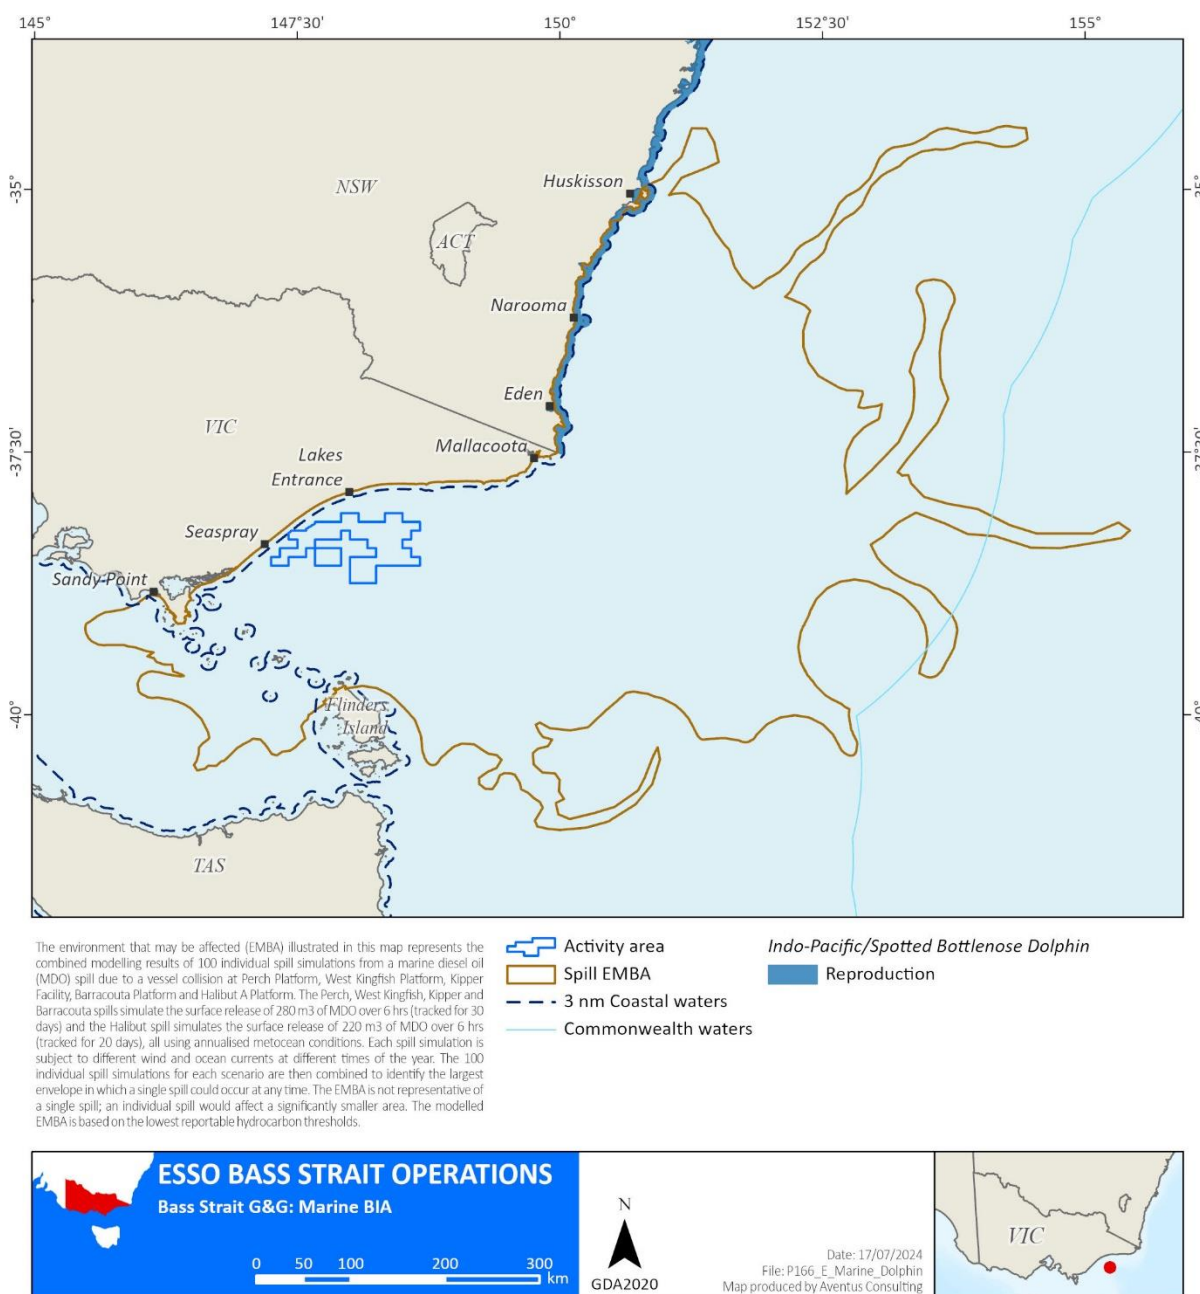 145°
147°30'
150°
152°30'
155°
-35°
-35°
-37°30'
-37°30'
-40°
-40°
NSW
ACT
Huskisson
Narooma
Eden
VIC
Mallacoota
Lakes
Entrance
Seaspray
Sandy Point
Flinders
Island
TAS
The environment that may be affected (EMBA) illustrated in this map represents the
combined modelling results of 100 individual spill simulations from a marine diesel oil
(MDO) spill due to a vessel collision at Perch Platform, West Kingfish Platform, Kipper
Facility, Barracouta Platform and Halibut A Platform. The Perch, West Kingfish, Kipper and
Barracouta spills simulate the surface release of 280 m3 of MDO over 6 hrs (tracked for 30
days) and the Halibut spill simulates the surface release of 220 m3 of MDO over 6 hrs
(tracked for 20 days), all using annualised metocean conditions. Each spill simulation is
subject to different wind and ocean currents at different times of the year. The 100
individual spill simulations for each scenario are then combined to identify the largest
envelope in which a single spill could occur at any time. The EMBA is not representative of
a single spill; an individual spill would affect a significantly smaller area. The modelled
EMBA is based on the lowest reportable hydrocarbon thresholds.
Activity area
Spill EMBA
3 nm Coastal waters
Commonwealth waters
Indo-Pacific/Spotted Bottlenose Dolphin
Reproduction
ESSO BASS STRAIT OPERATIONS
Bass Strait G&G: Marine BIA
0 50 100 200 300
km
N
GDA2020
Date: 17/07/2024
File: P166_E_Marine_Dolphin
Map produced by Aventus Consulting
VIC